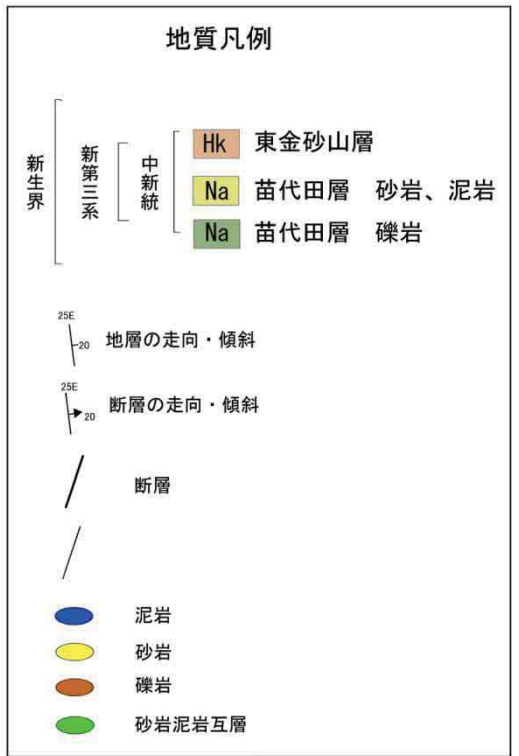 地質凡例
新生界
新第三系
中新統
Hk 東金砂山層
Na 苗代田層 砂岩、泥岩
Na 苗代田層 礫岩
25E
20
地層の走向・傾斜
25E
20
断層の走向・傾斜
断層
泥岩
砂岩
礫岩
砂岩泥岩互層